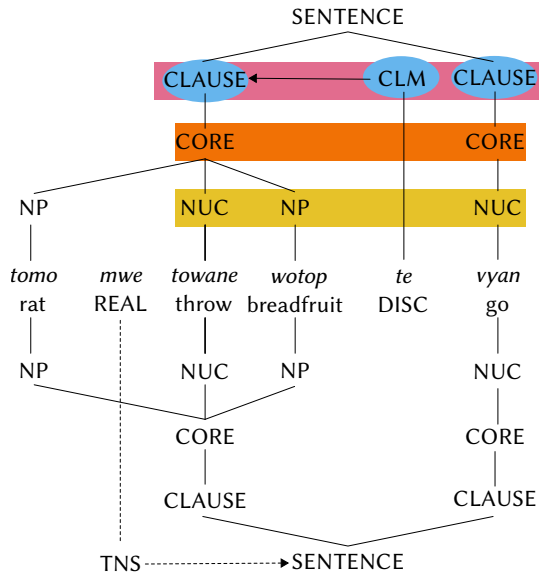 SENTENCE
CLAUSE CLM CLAUSE
CORE CORE
NP NUC NP NUC
tomo mwe towane wotop te vyan
rat REAL throw breadfruit DISC go
NP NUC NP NUC
CORE CORE
CLAUSE CLAUSE
TNS SENTENCE